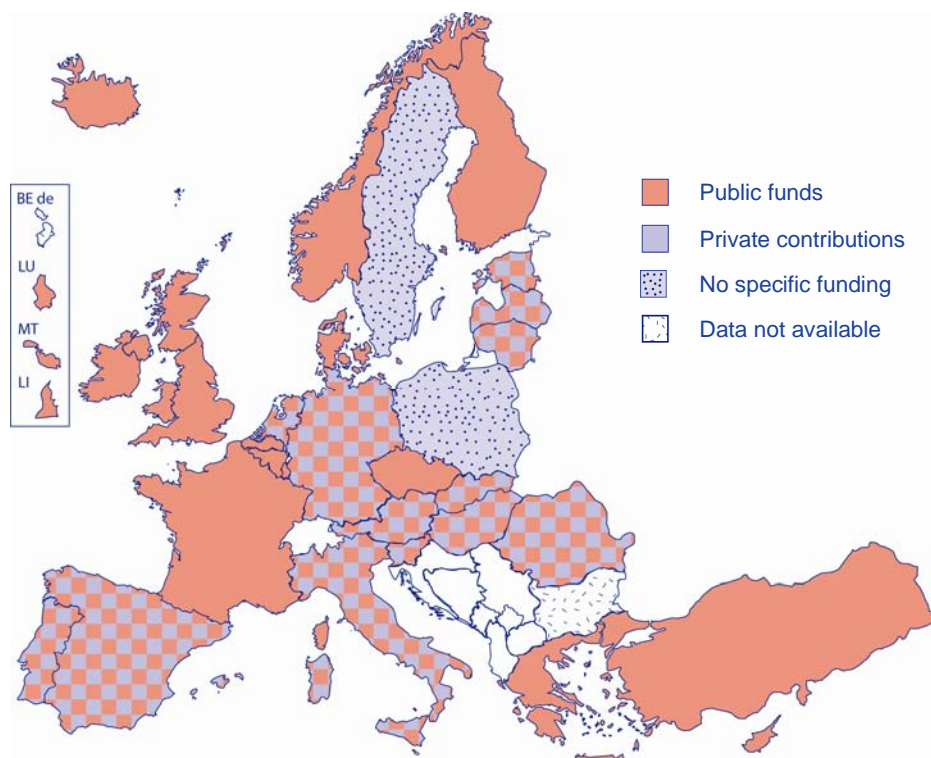 BE de
LU
MT
LI
Public funds
Private contributions
No specific funding
Data not available